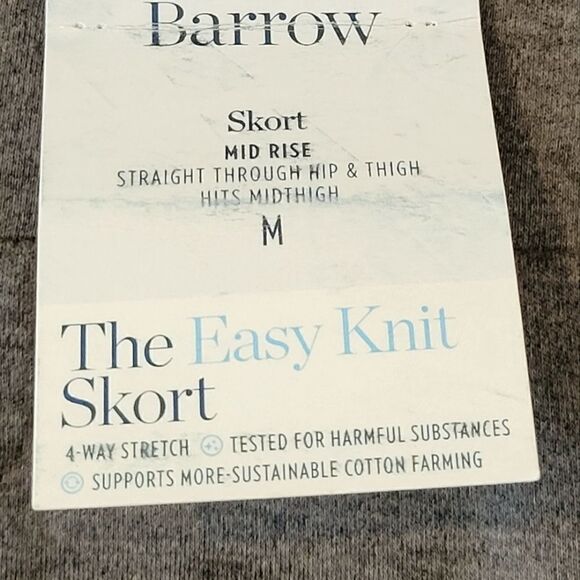 Barrow
Skort
MID RISE
STRAIGHT THROUGH HIP & THIGH
HITS MIDTHIGH
M
The Easy Knit
Skort
4-WAY STRETCH TESTED FOR HARMFUL SUBSTANCES
SUPPORTS MORE-SUSTAINABLE COTTON FARMING